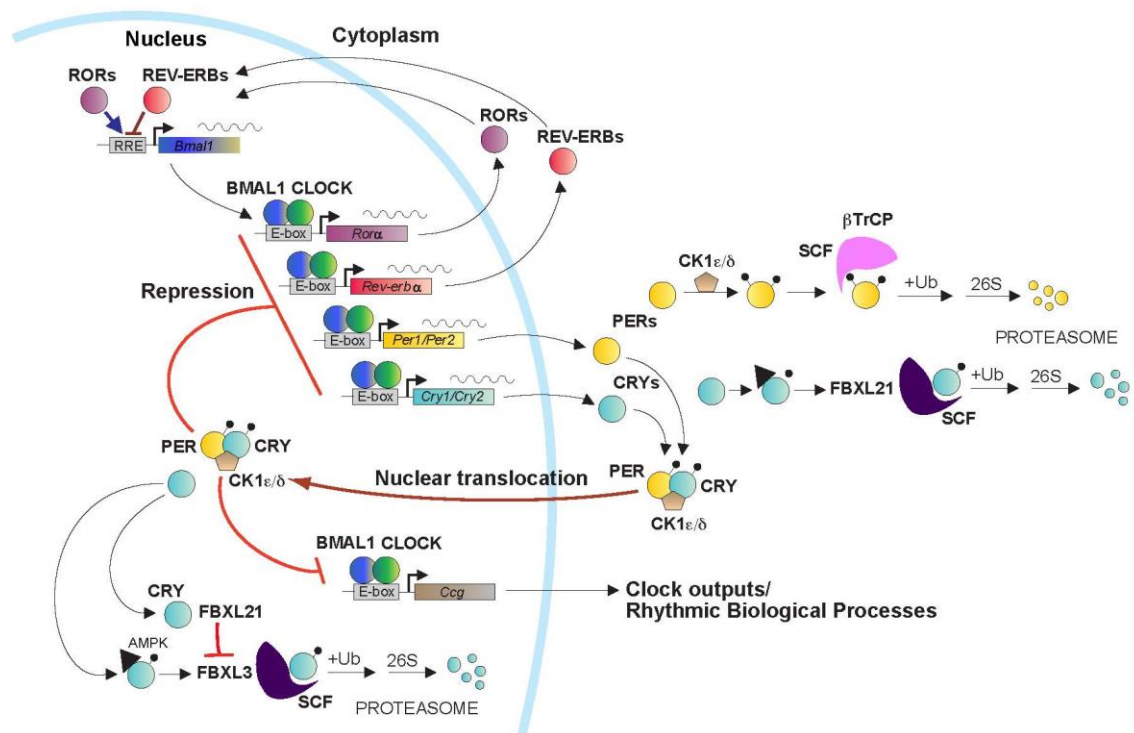 Nucleus
Cytoplasm
RORs
REV-ERBs
RRE
Bmal1
RORs
REV-ERBs
BMAL1 CLOCK
E-box
Rorα
E-box
Rev-erb α
Repression
E-box
Per1/Per2
E-box
Cry1/Cry2
PERs
CRYs
CK1ε/δ
SCF
βTrCP
+Ub
26S
PROTEASOME
FBXL21
SCF
+Ub
26S
PER
CRY
CK1ε/δ
Nuclear translocation
PER
CRY
CK1ε/δ
BMAL1 CLOCK
E-box
Ccg
Clock outputs/
Rhythmic Biological Processes
CRY
FBXL21
AMPK
FBXL3
SCF
+Ub
26S
PROTEASOME